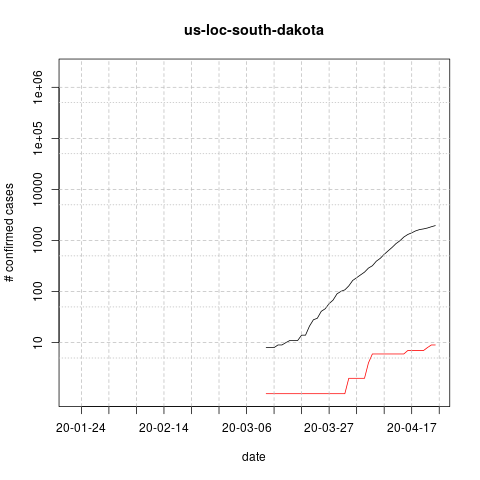 us-loc-south-dakota
# confirmed cases
1e+06
1e+05
10000
1000
100
10
20-01-24 20-02-14 20-03-06 20-03-27 20-04-17
date